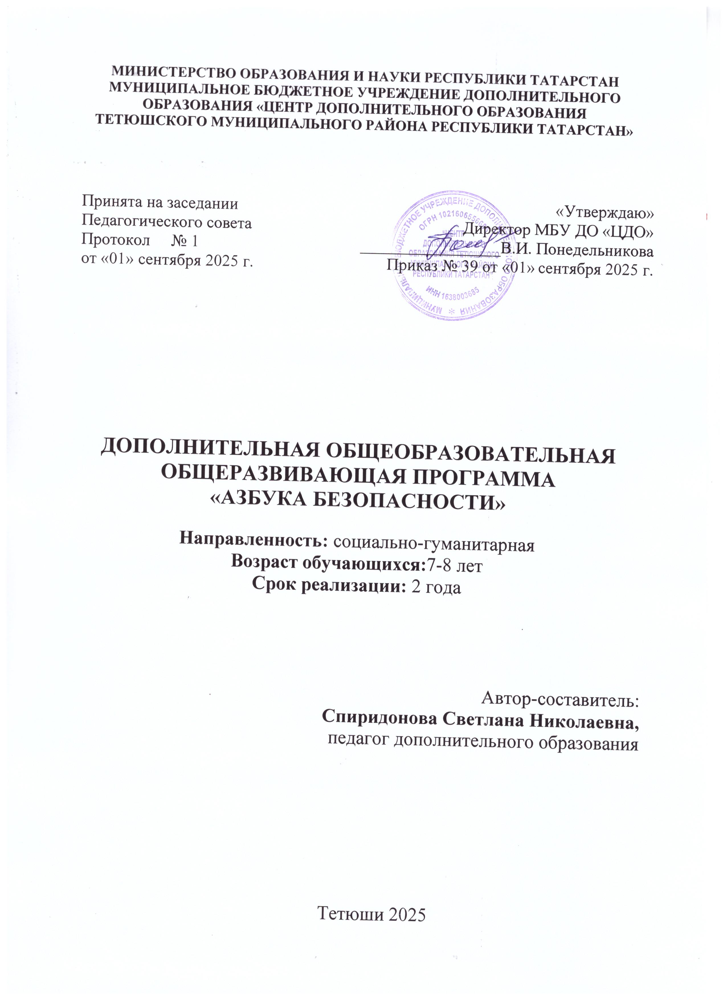 МИНИСТЕРСТВО ОБРАЗОВАНИЯ И НАУКИ РЕСПУБЛИКИ ТАТАРСТАН
МУНИЦИПАЛЬНОЕ БЮДЖЕТНОЕ УЧРЕЖДЕНИЕ ДОПОЛНИТЕЛЬНОГО
ОБРАЗОВАНИЯ «ЦЕНТР ДОПОЛНИТЕЛЬНОГО ОБРАЗОВАНИЯ
ТЕТЮШСКОГО МУНИЦИПАЛЬНОГО РАЙОНА РЕСПУБЛИКИ ТАТАРСТАН»
Принята на заседании
Педагогического совета
Протокол № 1
от «01» сентября 2025 г.
«Утверждаю»
Директор МБУ ДО «ЦДО»
В.И. Понедельникова
Приказ № 39 от «01» сентября 2025 г.
МУНИЦИПАЛЬНОЕ БЮДЖЕТНОЕ УЧРЕЖДЕНИЕ ДОПОЛНИТЕЛЬНОГО ОБРАЗОВАНИЯ
ОГРН
"ЦЕНТР
ДОПОЛНИТЕЛЬНОГО
ОБРАЗОВАНИЯ ТЕТЮШСКОГО
МУНИЦИПАЛЬНОГО РАЙОНА
РЕСПУБЛИКИ ТАТАРСТАН"
ИНН 1638003685
ДОПОЛНИТЕЛЬНАЯ ОБЩЕОБРАЗОВАТЕЛЬНАЯ
ОБЩЕРАЗВИВАЮЩАЯ ПРОГРАММА
«АЗБУКА БЕЗОПАСНОСТИ»
Направленность: социально-гуманитарная
Возраст обучающихся:7-8 лет
Срок реализации: 2 года
Автор-составитель:
Спиридонова Светлана Николаевна,
педагог дополнительного образования
Тетюши 2025